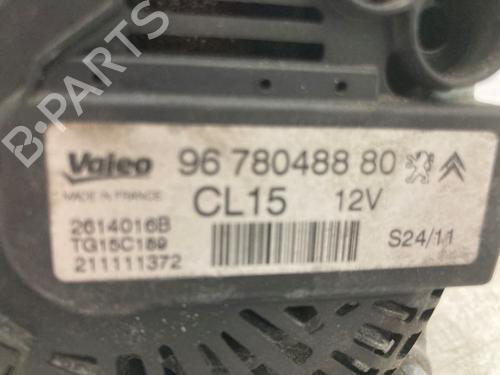 B-PARTS
Valeo 96 780488 80
MADE IN FRANCE CL15 12V
2614016B
TG15C189 S24/11
211111372